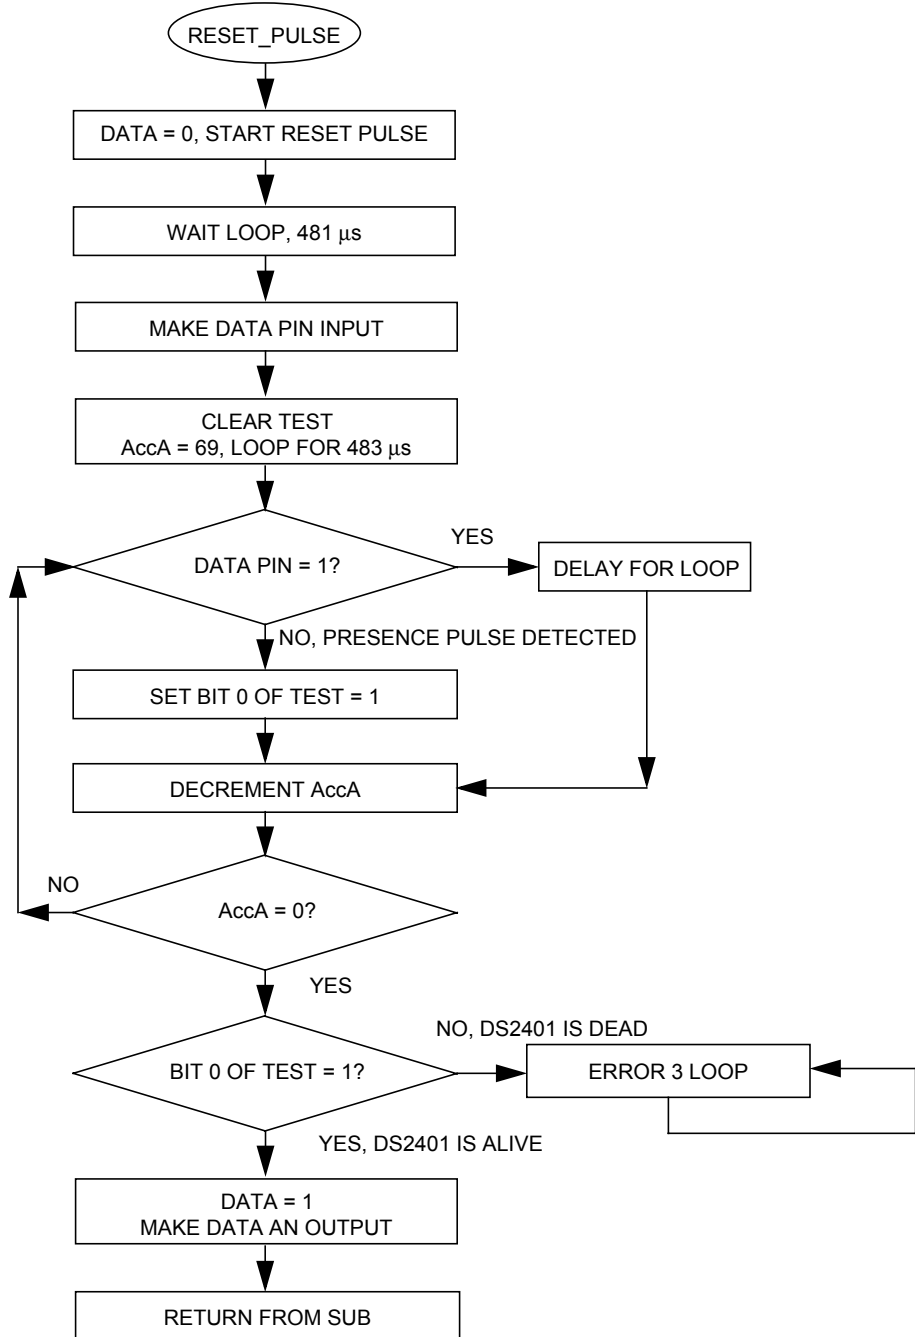 RESET_PULSE
DATA = 0, START RESET PULSE
WAIT LOOP, 481 μs
MAKE DATA PIN INPUT
CLEAR TEST
AccA = 69, LOOP FOR 483 μs
DATA PIN = 1?
YES
DELAY FOR LOOP
NO, PRESENCE PULSE DETECTED
SET BIT 0 OF TEST = 1
DECREMENT AccA
NO
AccA = 0?
YES
NO, DS2401 IS DEAD
BIT 0 OF TEST = 1?
ERROR 3 LOOP
YES, DS2401 IS ALIVE
DATA = 1
MAKE DATA AN OUTPUT
RETURN FROM SUB